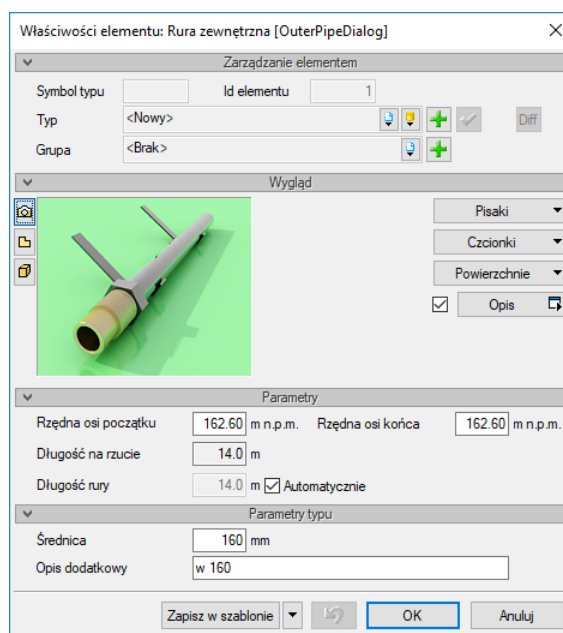 Właściwości elementu: Rura zewnętrzna [OuterPipeDialog]
Zarządzanie elementem
Symbol typu Id elementu 1
Typ <Nowy> Diff
Grupa <Brak>
Wygląd
Pisaki
Czcionki
Powierzchnie
Opis
Parametry
Rzędna osi początku 162.60 m n.p.m. Rzędna osi końca 162.60 m n.p.m.
Długość na rzucie 14.0 m
Długość rury 14.0 m Automatycznie
Parametry typu
Średnica 160 mm
Opis dodatkowy w 160
Zapisz w szablonie OK Anuluj